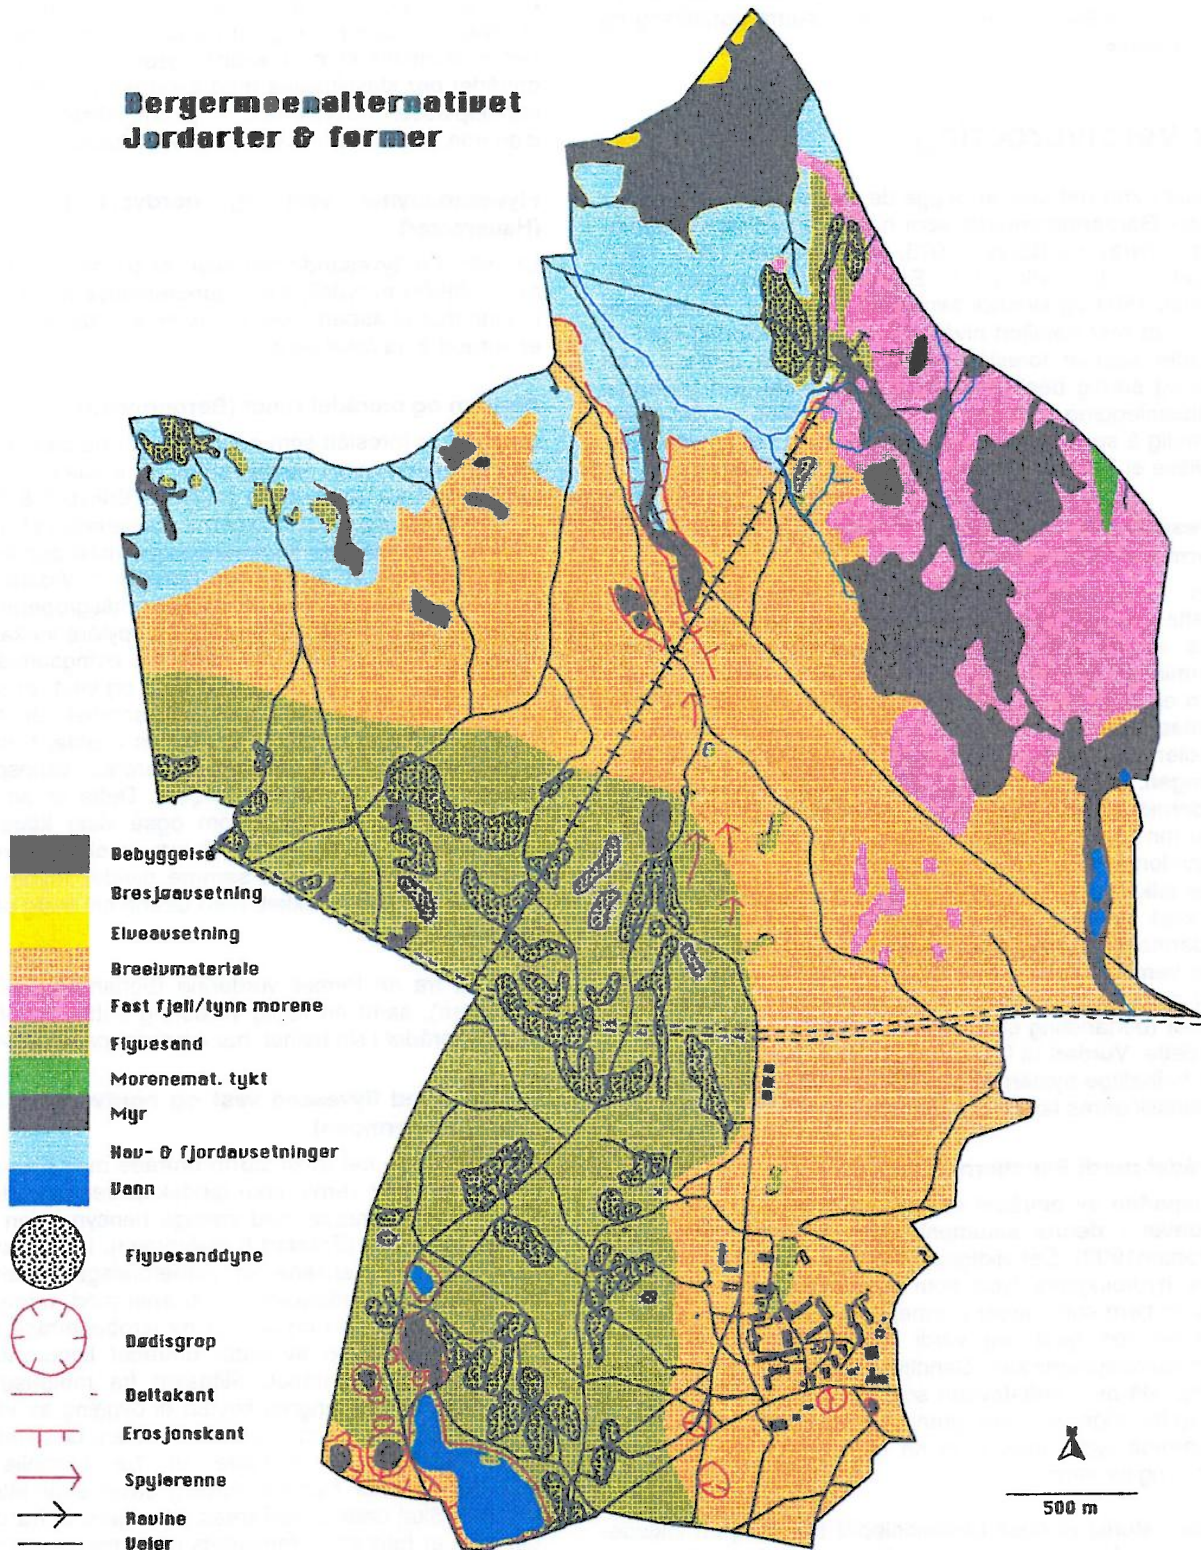 Bergermoenalternativet
Jordarter & former
Bebyggelse
Bresjøavsetning
Elveavsetning
Breelvmateriale
Fast fjell/tynn morene
Flyvesand
Morenemat. tykt
Myr
Hav- & fjordavsetninger
Vann
Flyvesanddyne
Dødisgrop
Deltakant
Erosjonskant
Spylerenne
Ravine
Veier
500 m